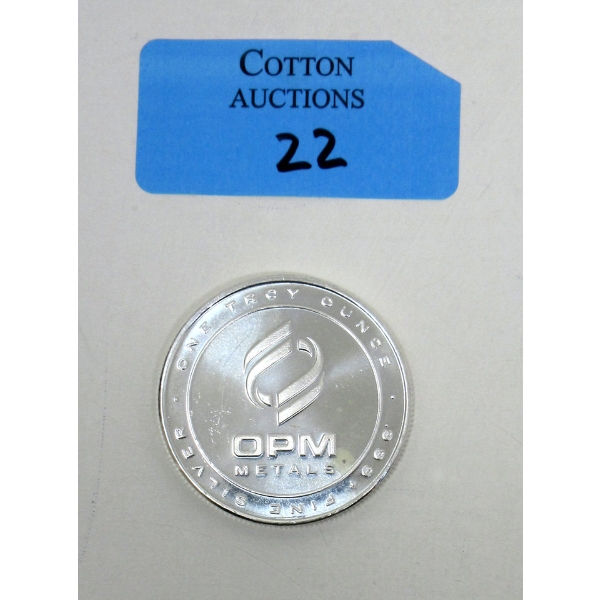 COTTON
AUCTIONS
22
· ONE TROY OUNCE ·
.999+ FINE SILVER
OPM
METALS